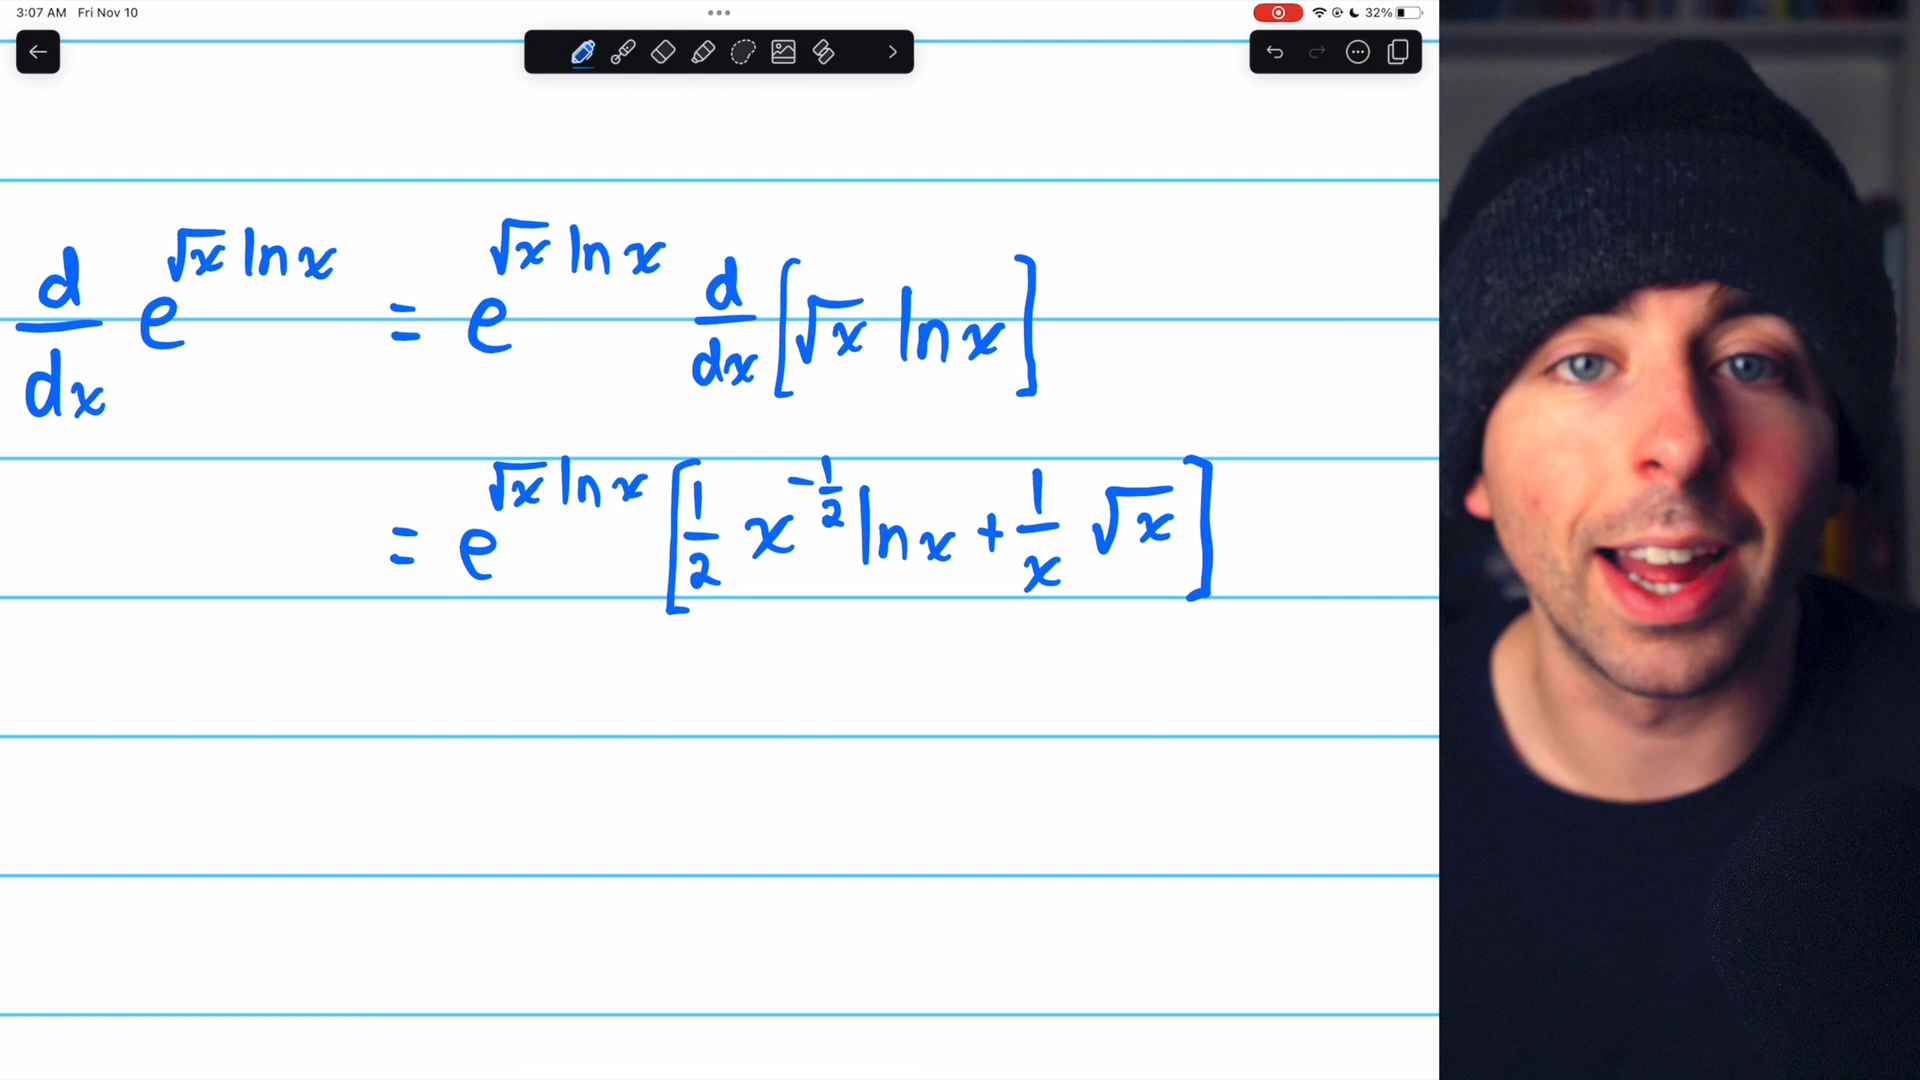 3:07 AM Fri Nov 10 32%
d/dx e^(√x ln x) = e^(√x ln x) d/dx [√x ln x]
= e^(√x ln x) [1/2 x^(-1/2) ln x + 1/x √x]